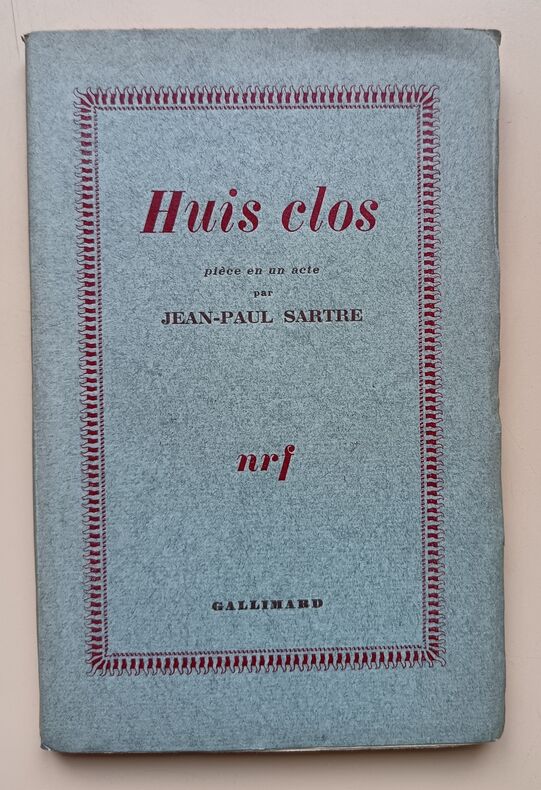 Huis clos
pièce en un acte
par
JEAN-PAUL SARTRE
nrf
GALLIMARD